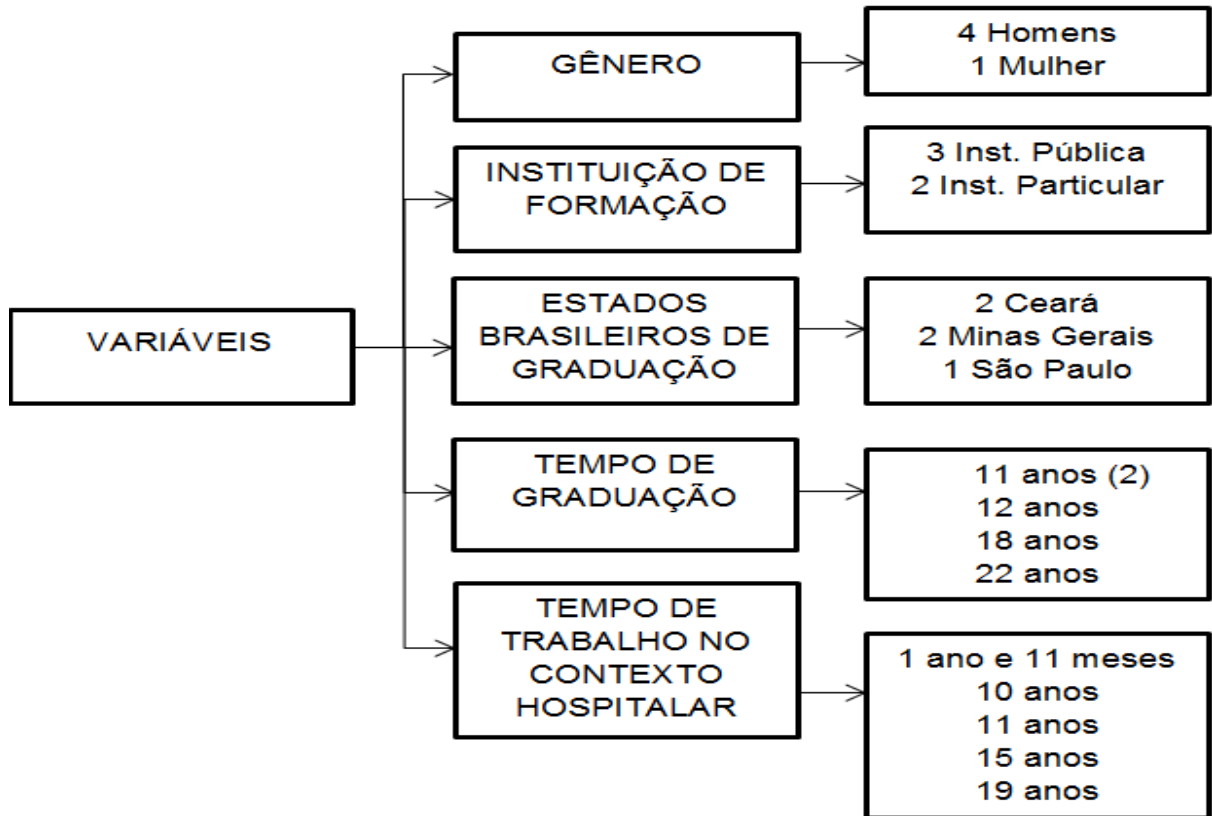 VARIÁVEIS
GÊNERO
4 Homens
1 Mulher
INSTITUIÇÃO DE
FORMAÇÃO
3 Inst. Pública
2 Inst. Particular
ESTADOS
BRASILEIROS DE
GRADUAÇÃO
2 Ceará
2 Minas Gerais
1 São Paulo
TEMPO DE
GRADUAÇÃO
11 anos (2)
12 anos
18 anos
22 anos
TEMPO DE
TRABALHO NO
CONTEXTO
HOSPITALAR
1 ano e 11 meses
10 anos
11 anos
15 anos
19 anos